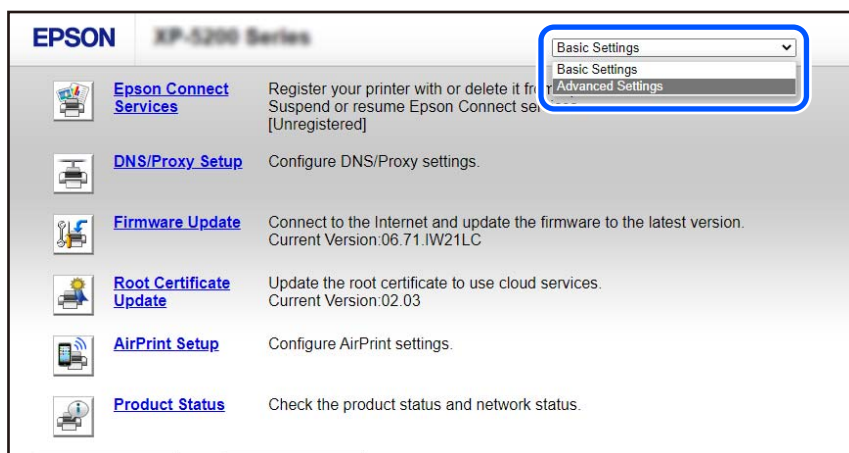 EPSON XP-5200 Series
Basic Settings
Basic Settings
Advanced Settings
Epson Connect
Services
Register your printer with or delete it from
Suspend or resume Epson Connect
[Unregistered]
DNS/Proxy Setup
Configure DNS/Proxy settings.
Firmware Update
Connect to the Internet and update the firmware to the latest version.
Current Version:06.71.IW21LC
Root Certificate
Update
Update the root certificate to use cloud services.
Current Version:02.03
AirPrint Setup
Configure AirPrint settings.
Product Status
Check the product status and network status.